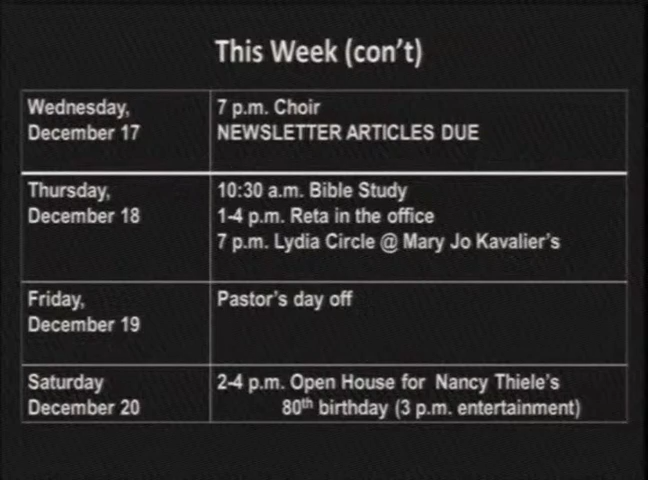 This Week (con't)
Wednesday,
December 17
7 p.m. Choir
NEWSLETTER ARTICLES DUE
Thursday,
December 18
10:30 a.m. Bible Study
1-4 p.m. Reta in the office
7 p.m. Lydia Circle @ Mary Jo Kavalier's
Friday,
December 19
Pastor's day off
Saturday
December 20
2-4 p.m. Open House for Nancy Thiele's
80th birthday (3 p.m. entertainment)